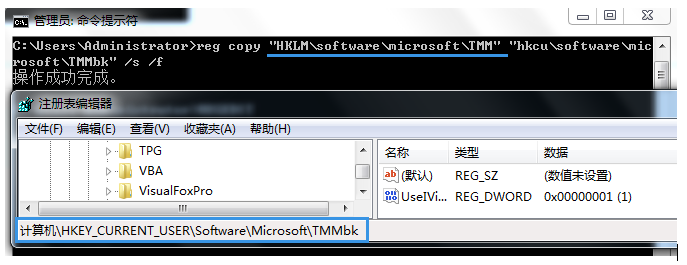 管理员: 命令提示符
C:\Users\Administrator>reg copy "HKLM\software\microsoft\TMM" "hkcu\software\mic
rosoft\TMMbk" /s /f
操作成功完成。
注册表编辑器
文件(F) 编辑(E) 查看(V) 收藏夹(A) 帮助(H)
TPG
VBA
VisualFoxPro
名称 类型 数据
(默认) REG_SZ (数值未设置)
UseIVi... REG_DWORD 0x00000001 (1)
计算机\HKEY_CURRENT_USER\Software\Microsoft\TMMbk